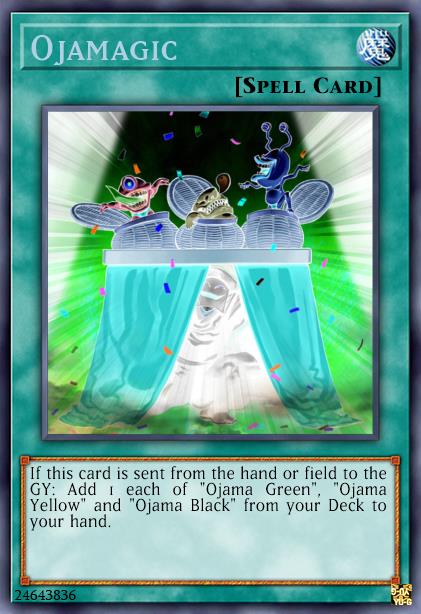 Ojamagic
魔
[Spell Card]
If this card is sent from the hand or field to the
GY: Add 1 each of "Ojama Green", "Ojama
Yellow" and "Ojama Black" from your Deck to
your hand.
24643836